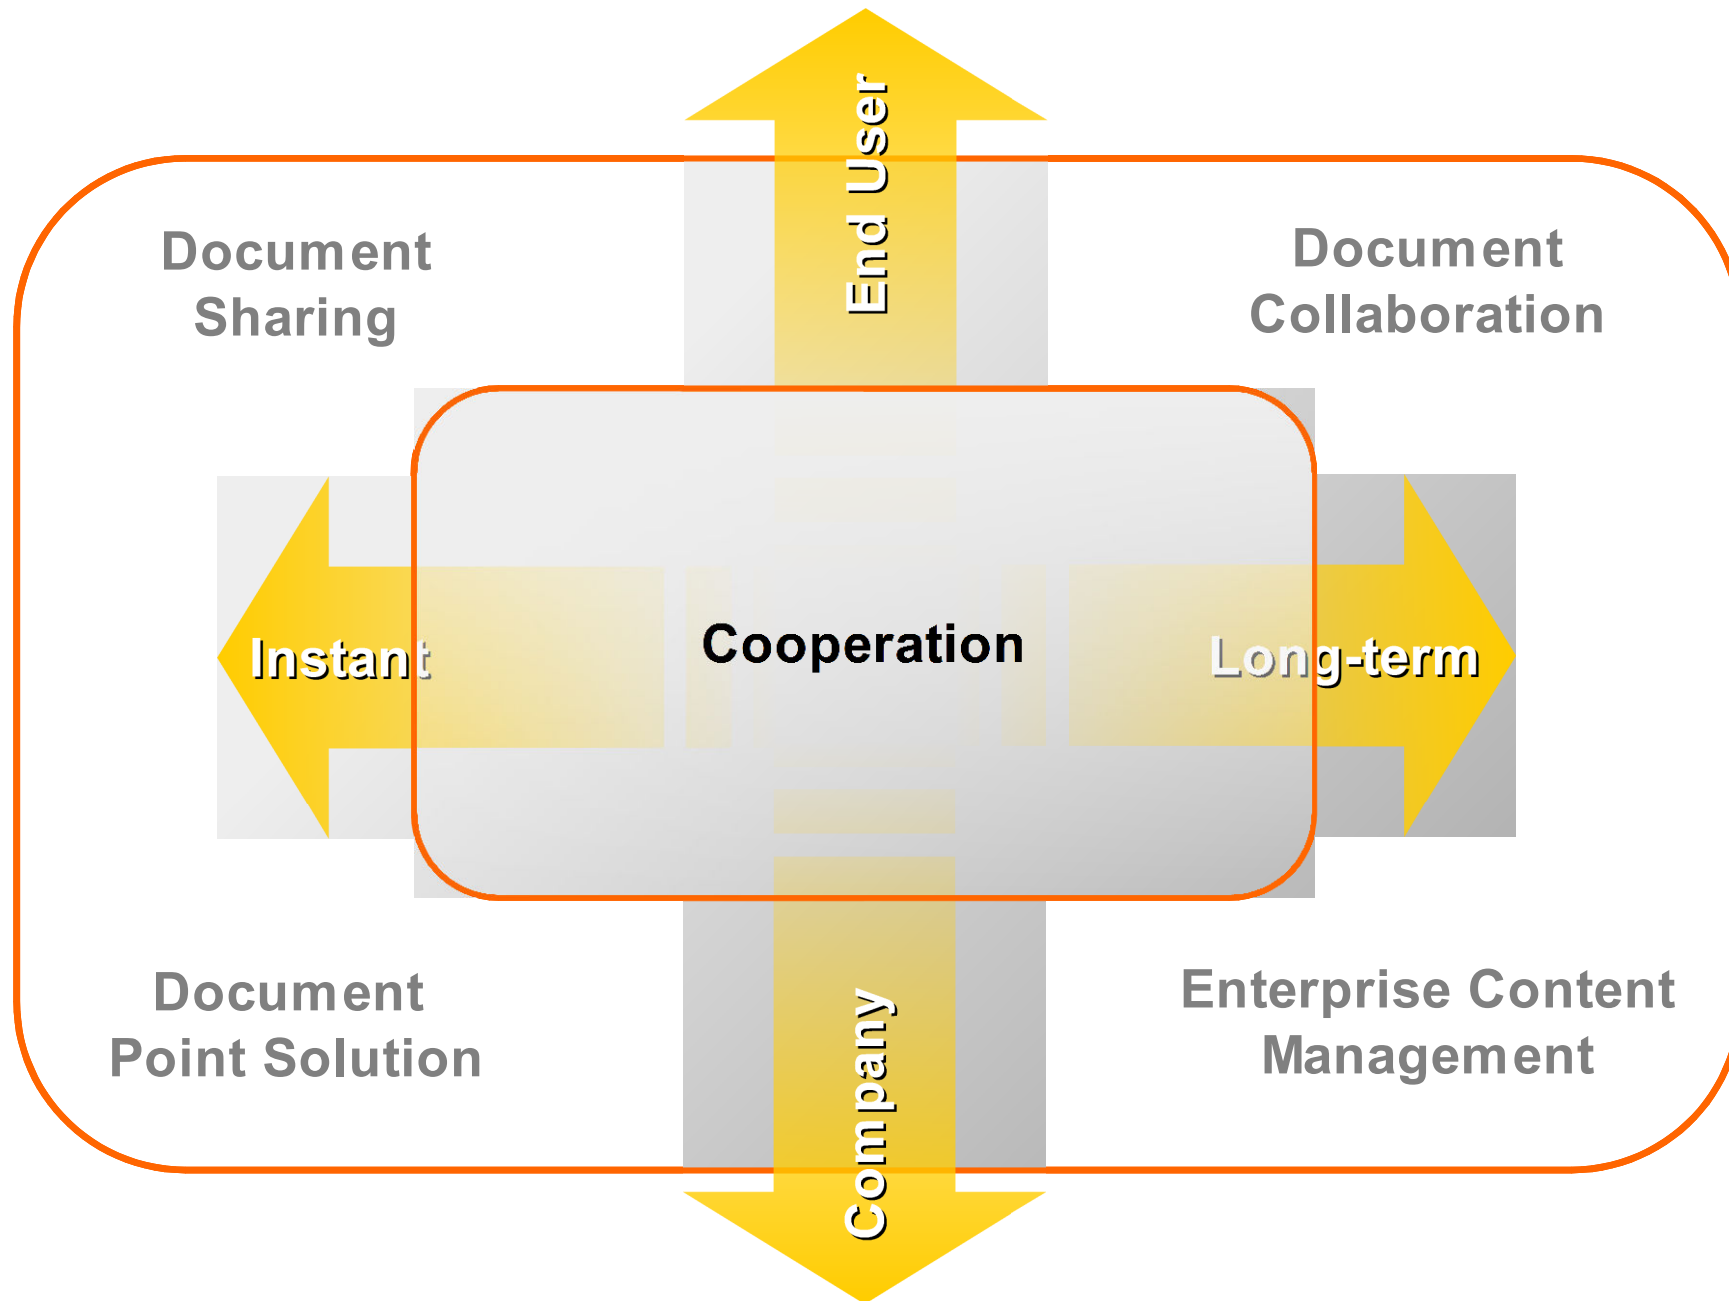 End User
Document
Sharing
Document
Collaboration
Instant
Cooperation
Long-term
Document
Point Solution
Enterprise Content
Management
Company